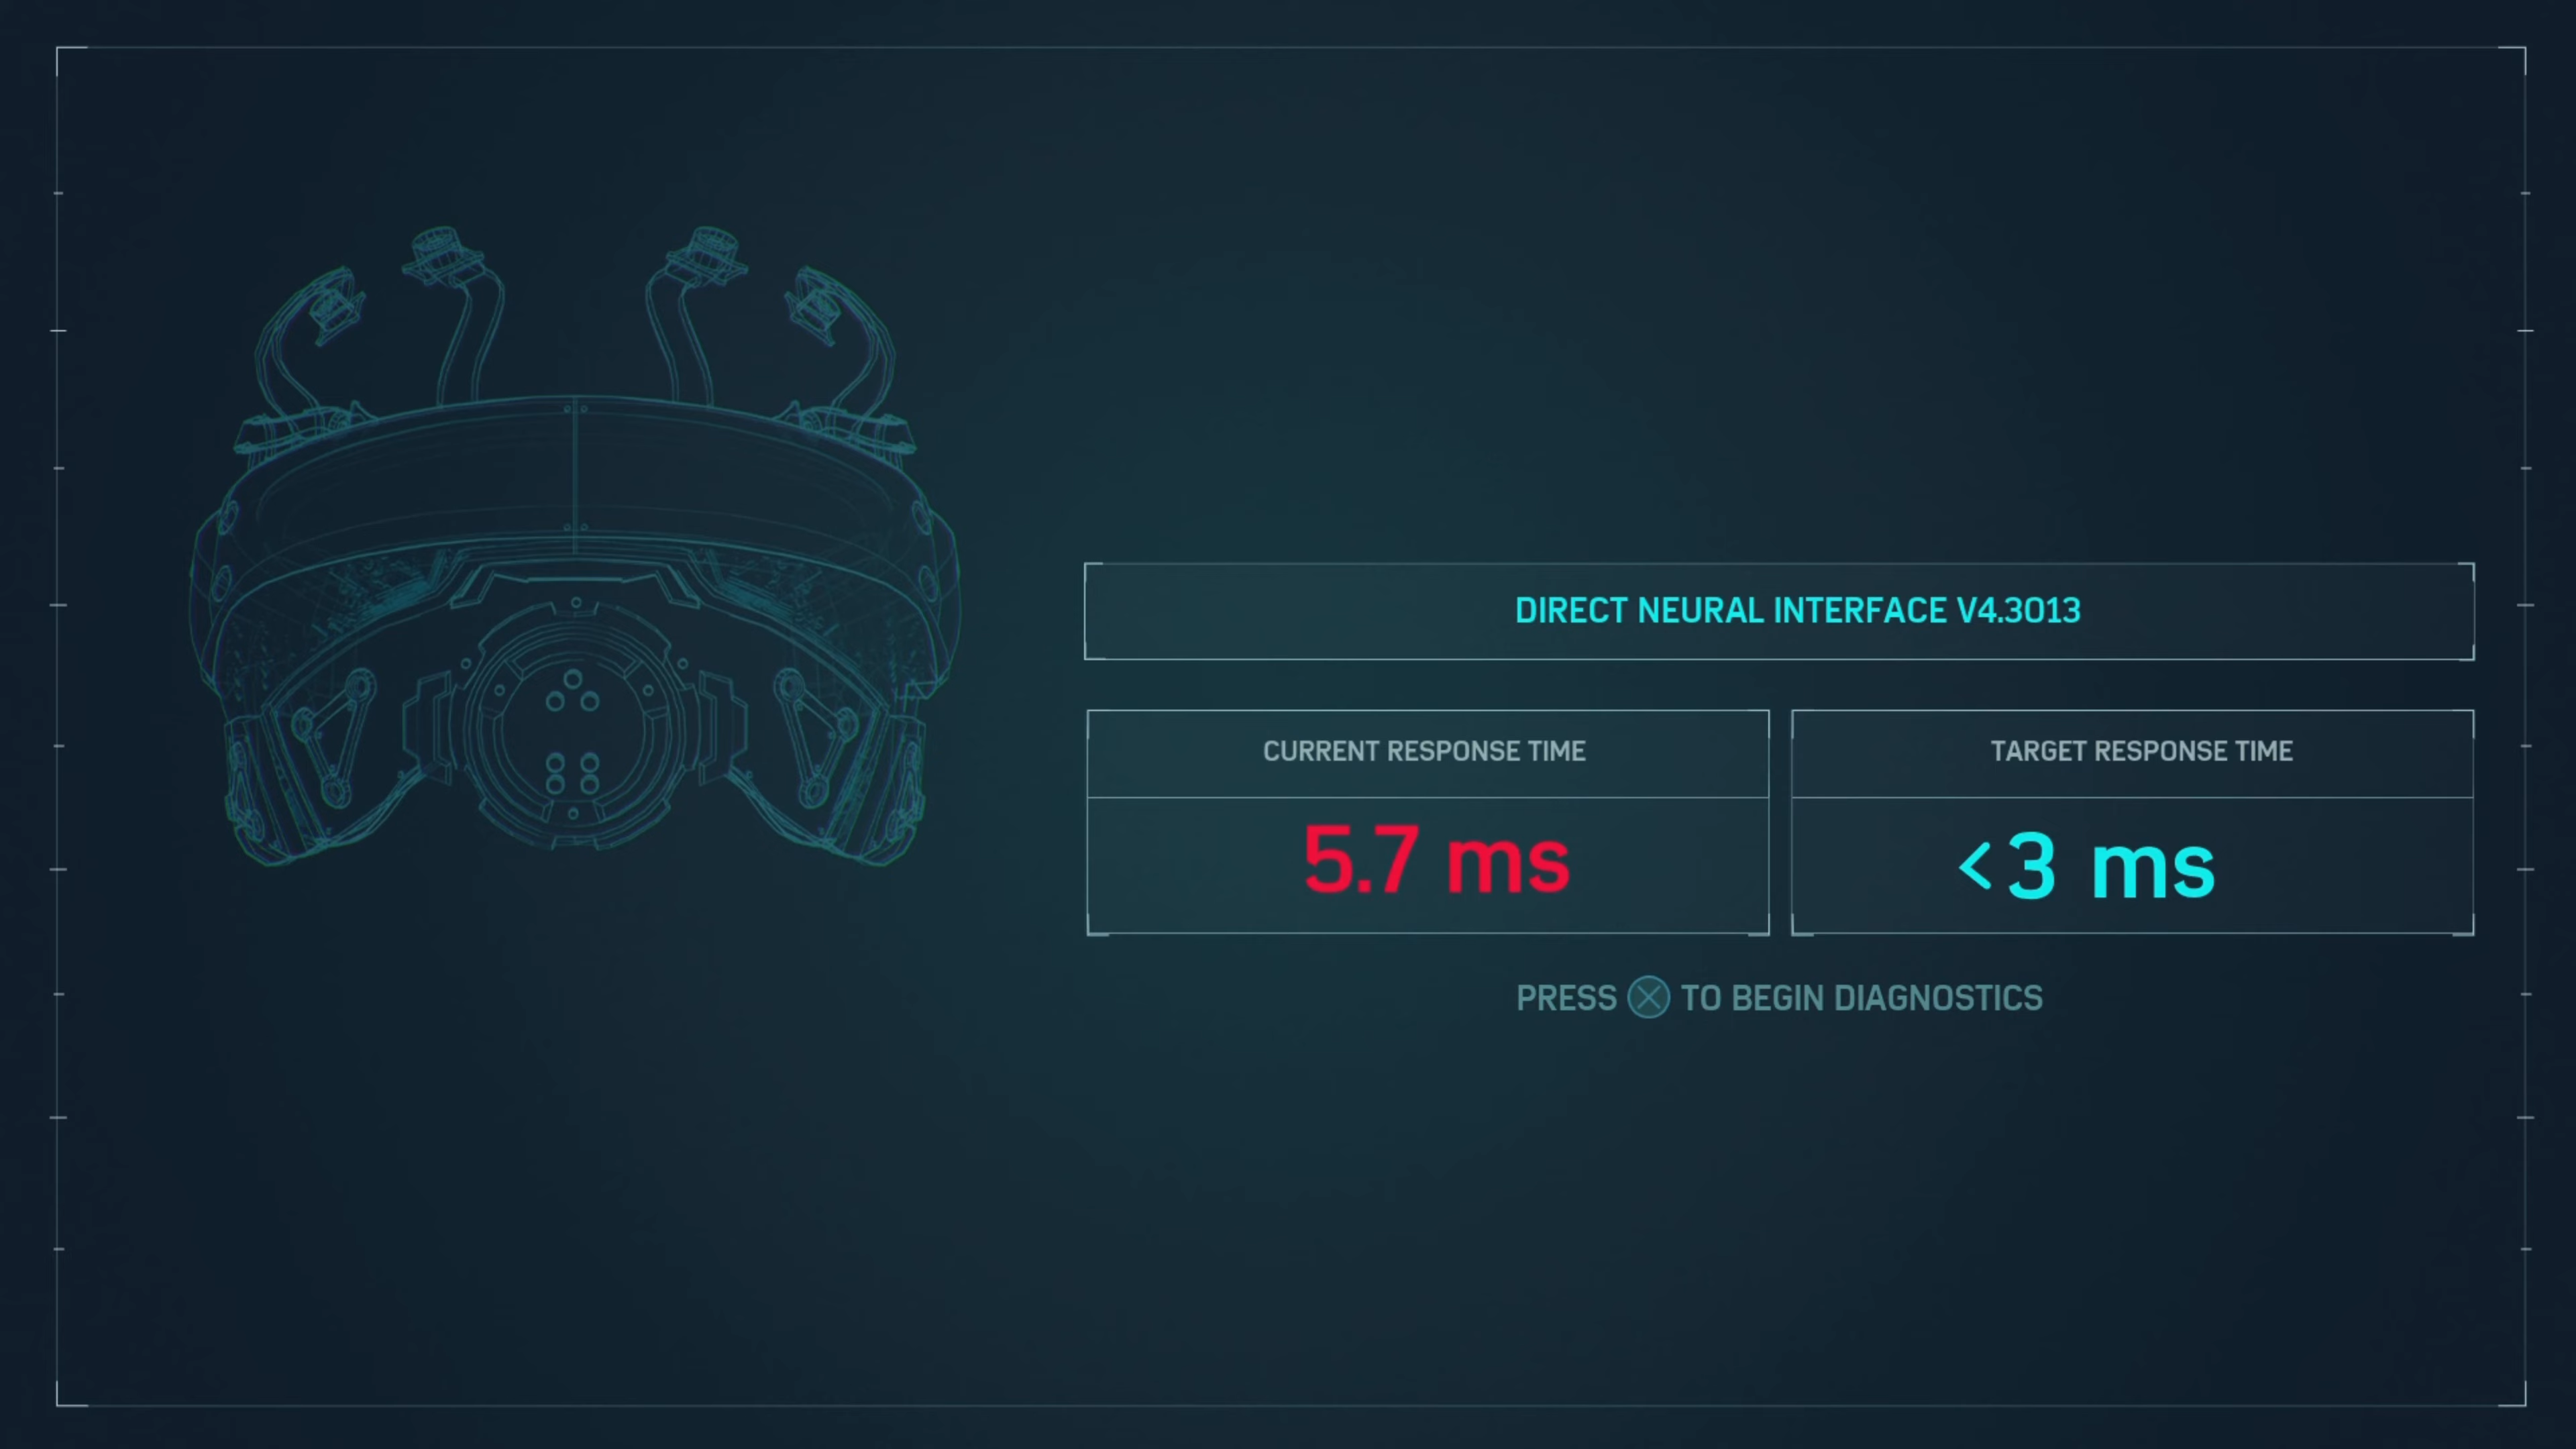 DIRECT NEURAL INTERFACE V4.3013
CURRENT RESPONSE TIME
5.7 ms
TARGET RESPONSE TIME
<3 ms
PRESS ⓧ TO BEGIN DIAGNOSTICS